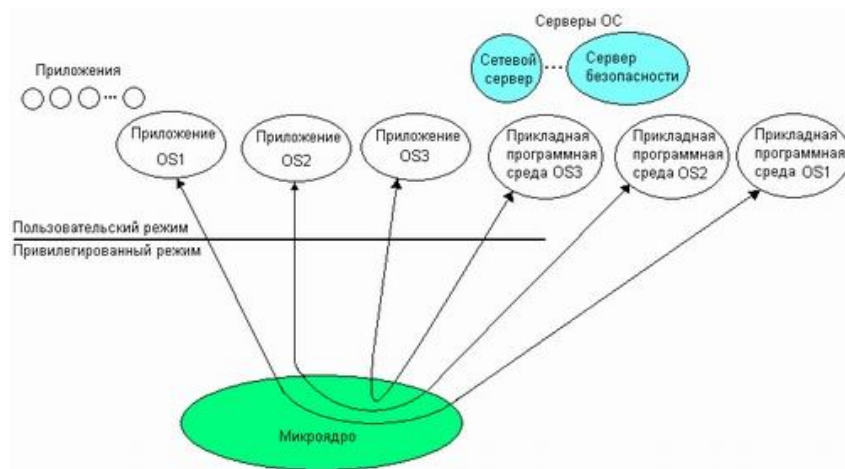 Серверы ОС
Приложения
Сетевой
сервер
Сервер
безопасности
Приложение
OS1
Приложение
OS2
Приложение
OS3
Прикладная
программная
среда OS3
Прикладная
программная
среда OS2
Прикладная
программная
среда OS1
Пользовательский режим
Привилегированный режим
Микроядро